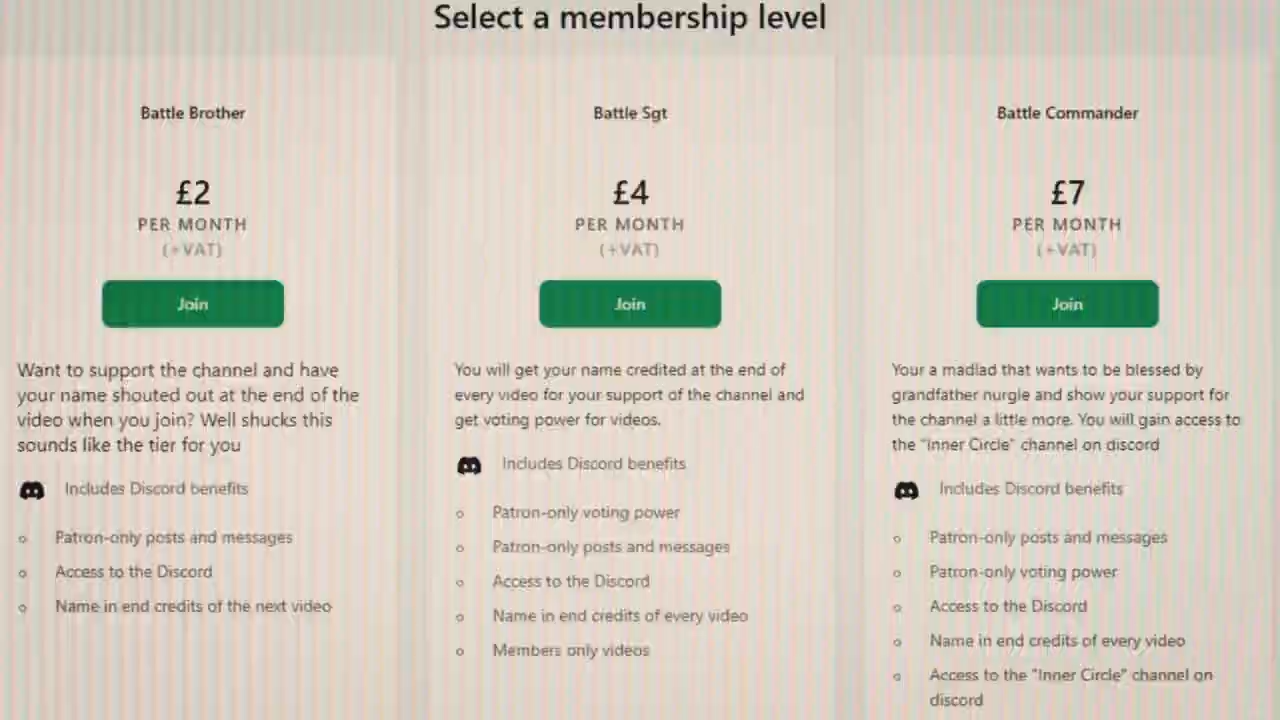 Select a membership level
Battle Brother
£2
PER MONTH
(+VAT)
Join
Want to support the channel and have
your name shouted out at the end of the
video when you join? Well shucks this
sounds like the tier for you
Includes Discord benefits
Patron-only posts and messages
Access to the Discord
Name in end credits of the next video
Battle Sgt
£4
PER MONTH
(+VAT)
Join
You will get your name credited at the end of
every video for your support of the channel and
get voting power for videos.
Includes Discord benefits
Patron-only voting power
Patron-only posts and messages
Access to the Discord
Name in end credits of every video
Members only videos
Battle Commander
£7
PER MONTH
(+VAT)
Join
Your a madlad that wants to be blessed by
grandfather nurgle and show your support for
the channel a little more. You will gain access to
the "Inner Circle" channel on discord
Includes Discord benefits
Patron-only posts and messages
Patron-only voting power
Access to the Discord
Name in end credits of every video
Access to the "Inner Circle" channel on
discord